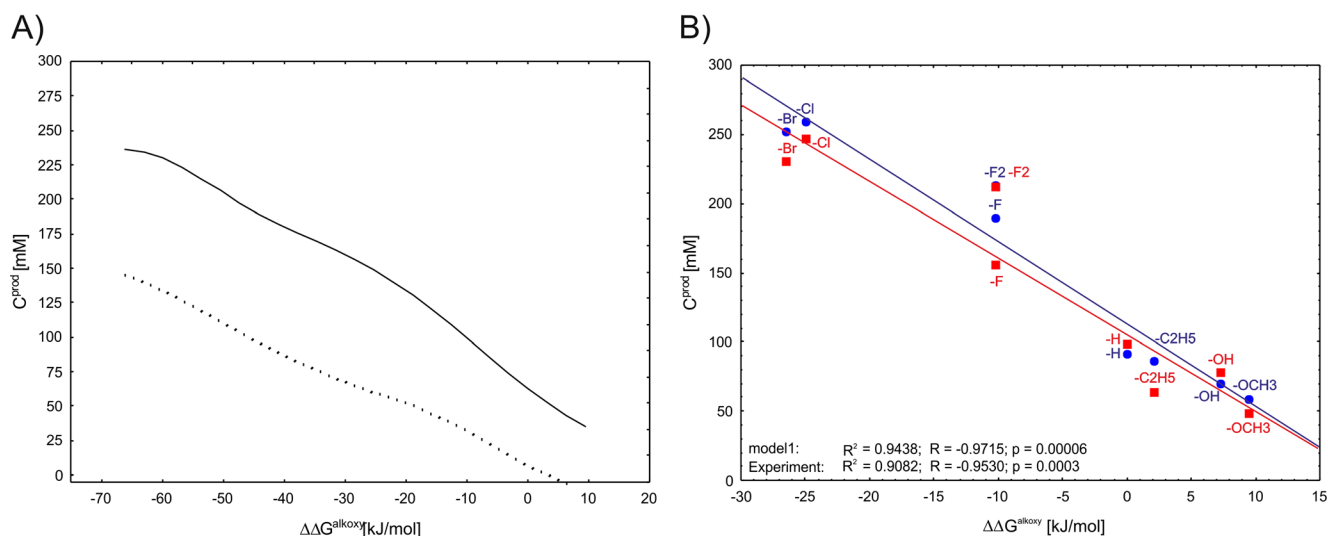 A)
B)
300
275
250
225
200
175
150
125
100
75
50
25
0
C^prod [mM]
-70 -60 -50 -40 -30 -20 -10 0 10 20
ΔΔG^alkoxy[kJ/mol]
300
250
200
150
100
50
0
C^prod [mM]
-Cl
-Br
-Cl
-Br
-F2 -F2
-F
-F
-H
-C2H5
-H
-OH
-C2H5
-OCH3
-OH
-OCH3
model1: R² = 0.9438; R = -0.9715; p = 0.00006
Experiment: R² = 0.9082; R = -0.9530; p = 0.0003
-30 -25 -20 -15 -10 -5 0 5 10 15
ΔΔG^alkoxy [kJ/mol]